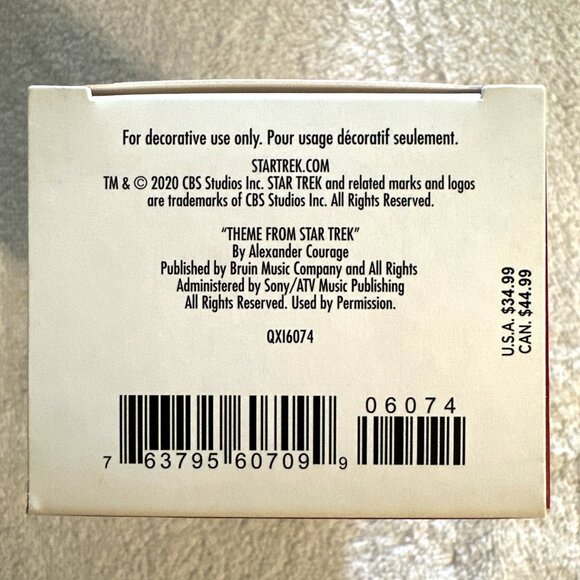 For decorative use only. Pour usage décoratif seulement.
STARTREK.COM
TM & © 2020 CBS Studios Inc. STAR TREK and related marks and logos
are trademarks of CBS Studios Inc. All Rights Reserved.
“THEME FROM STAR TREK”
By Alexander Courage
Published by Bruin Music Company and All Rights
Administered by Sony/ATV Music Publishing
All Rights Reserved. Used by Permission.
QXI6074
U.S.A. $34.99
CAN. $44.99
06074
7 63795 60709 9